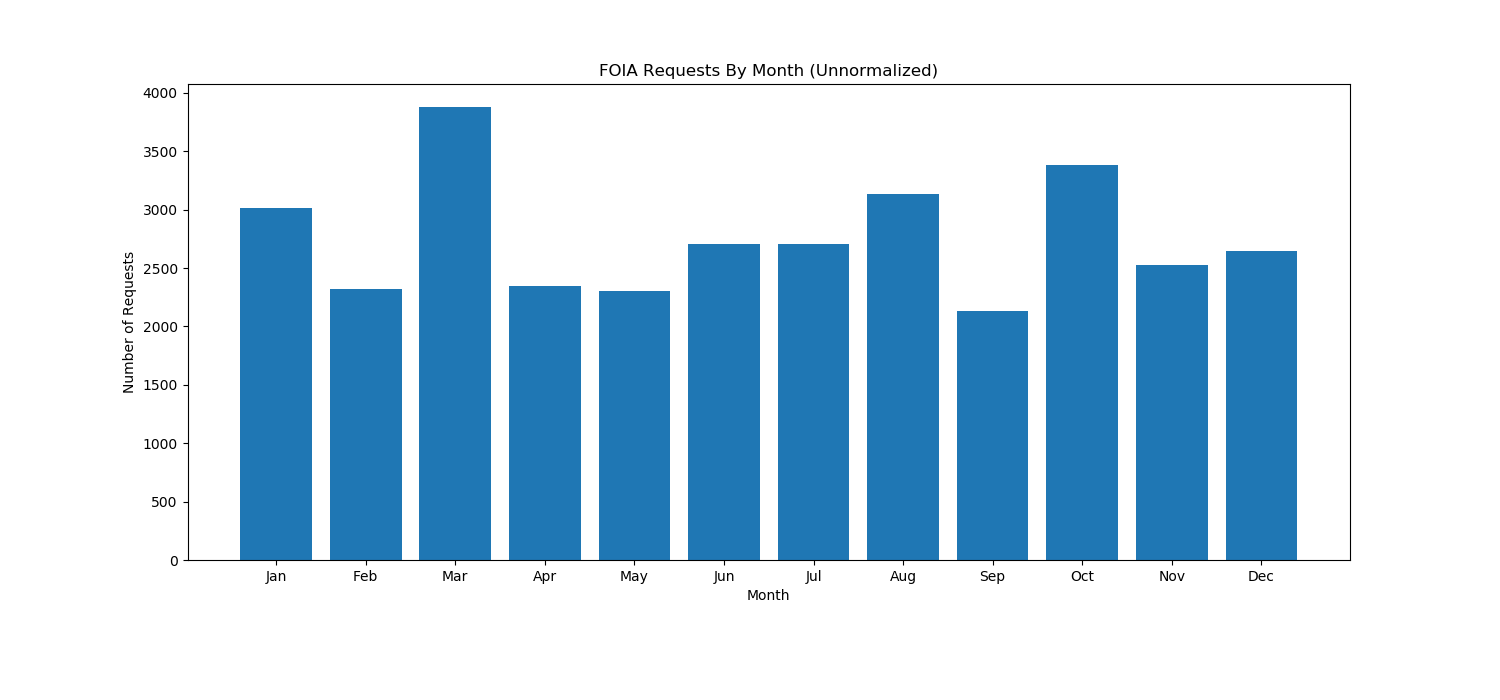 FOIA Requests By Month (Unnormalized)
Number of Requests
4000
3500
3000
2500
2000
1500
1000
500
0
Jan Feb Mar Apr May Jun Jul Aug Sep Oct Nov Dec
Month